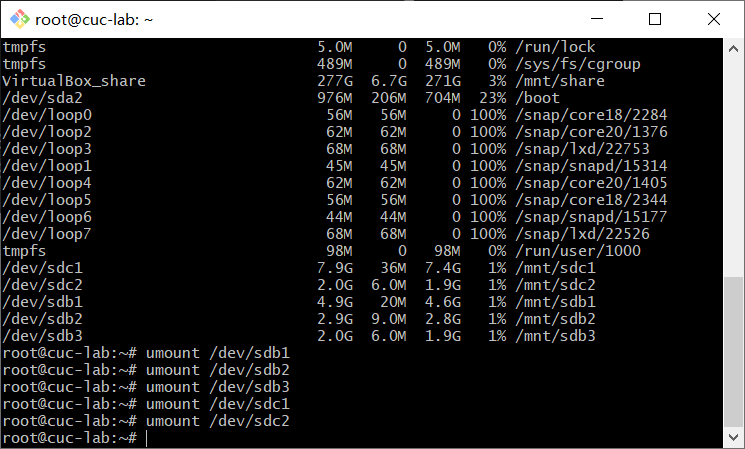 root@cuc-lab: ~
tmpfs 5.0M 0 5.0M 0% /run/lock
tmpfs 489M 0 489M 0% /sys/fs/cgroup
VirtualBox_share 277G 6.7G 271G 3% /mnt/share
/dev/sda2 976M 206M 704M 23% /boot
/dev/loop0 56M 56M 0 100% /snap/core18/2284
/dev/loop2 62M 62M 0 100% /snap/core20/1376
/dev/loop3 68M 68M 0 100% /snap/lxd/22753
/dev/loop1 45M 45M 0 100% /snap/snapd/15314
/dev/loop4 62M 62M 0 100% /snap/core20/1405
/dev/loop5 56M 56M 0 100% /snap/core18/2344
/dev/loop6 44M 44M 0 100% /snap/snapd/15177
/dev/loop7 68M 68M 0 100% /snap/lxd/22526
tmpfs 98M 0 98M 0% /run/user/1000
/dev/sdc1 7.9G 36M 7.4G 1% /mnt/sdc1
/dev/sdc2 2.0G 6.0M 1.9G 1% /mnt/sdc2
/dev/sdb1 4.9G 20M 4.6G 1% /mnt/sdb1
/dev/sdb2 2.9G 9.0M 2.8G 1% /mnt/sdb2
/dev/sdb3 2.0G 6.0M 1.9G 1% /mnt/sdb3
root@cuc-lab:~# umount /dev/sdb1
root@cuc-lab:~# umount /dev/sdb2
root@cuc-lab:~# umount /dev/sdb3
root@cuc-lab:~# umount /dev/sdc1
root@cuc-lab:~# umount /dev/sdc2
root@cuc-lab:~#